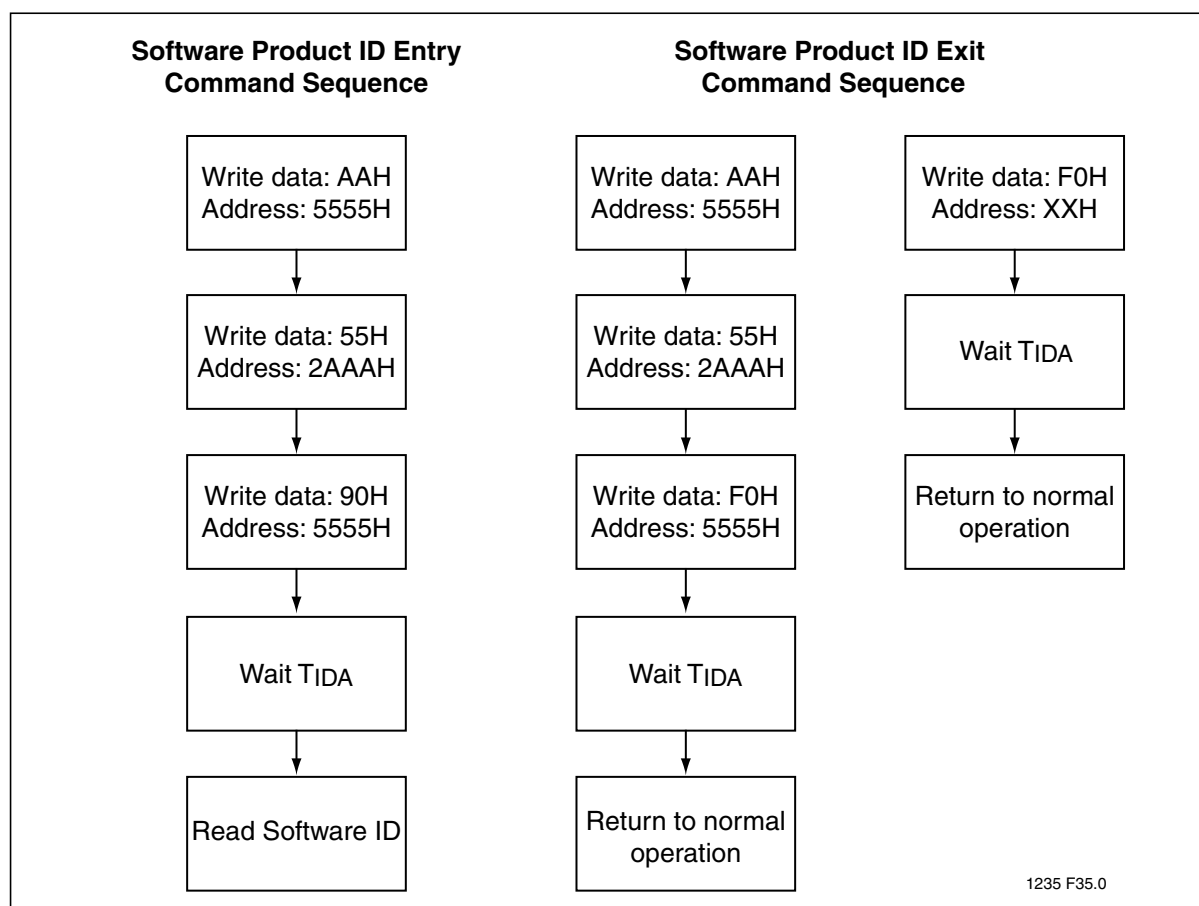 Software Product ID Entry
Command Sequence
Write data: AAH
Address: 5555H
Write data: 55H
Address: 2AAAH
Write data: 90H
Address: 5555H
Wait TIDA
Read Software ID
Software Product ID Exit
Command Sequence
Write data: AAH
Address: 5555H
Write data: 55H
Address: 2AAAH
Write data: F0H
Address: 5555H
Wait TIDA
Return to normal
operation
Write data: F0H
Address: XXH
Wait TIDA
Return to normal
operation
1235 F35.0